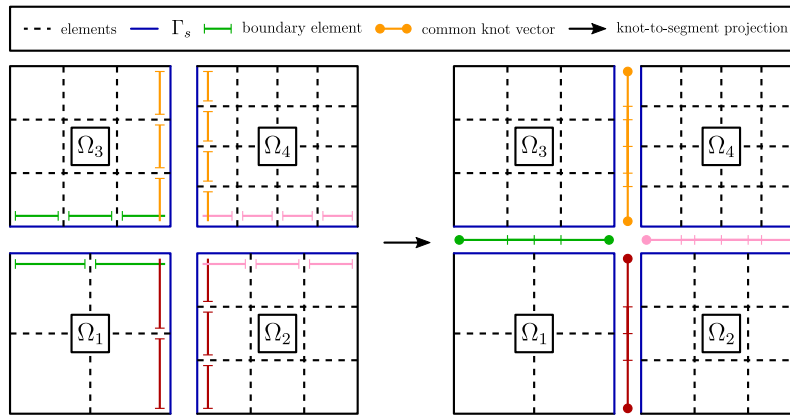 elements Γₛ boundary element common knot vector knot-to-segment projection
Ω₃ Ω₄ Ω₃ Ω₄
Ω₁ Ω₂ Ω₁ Ω₂